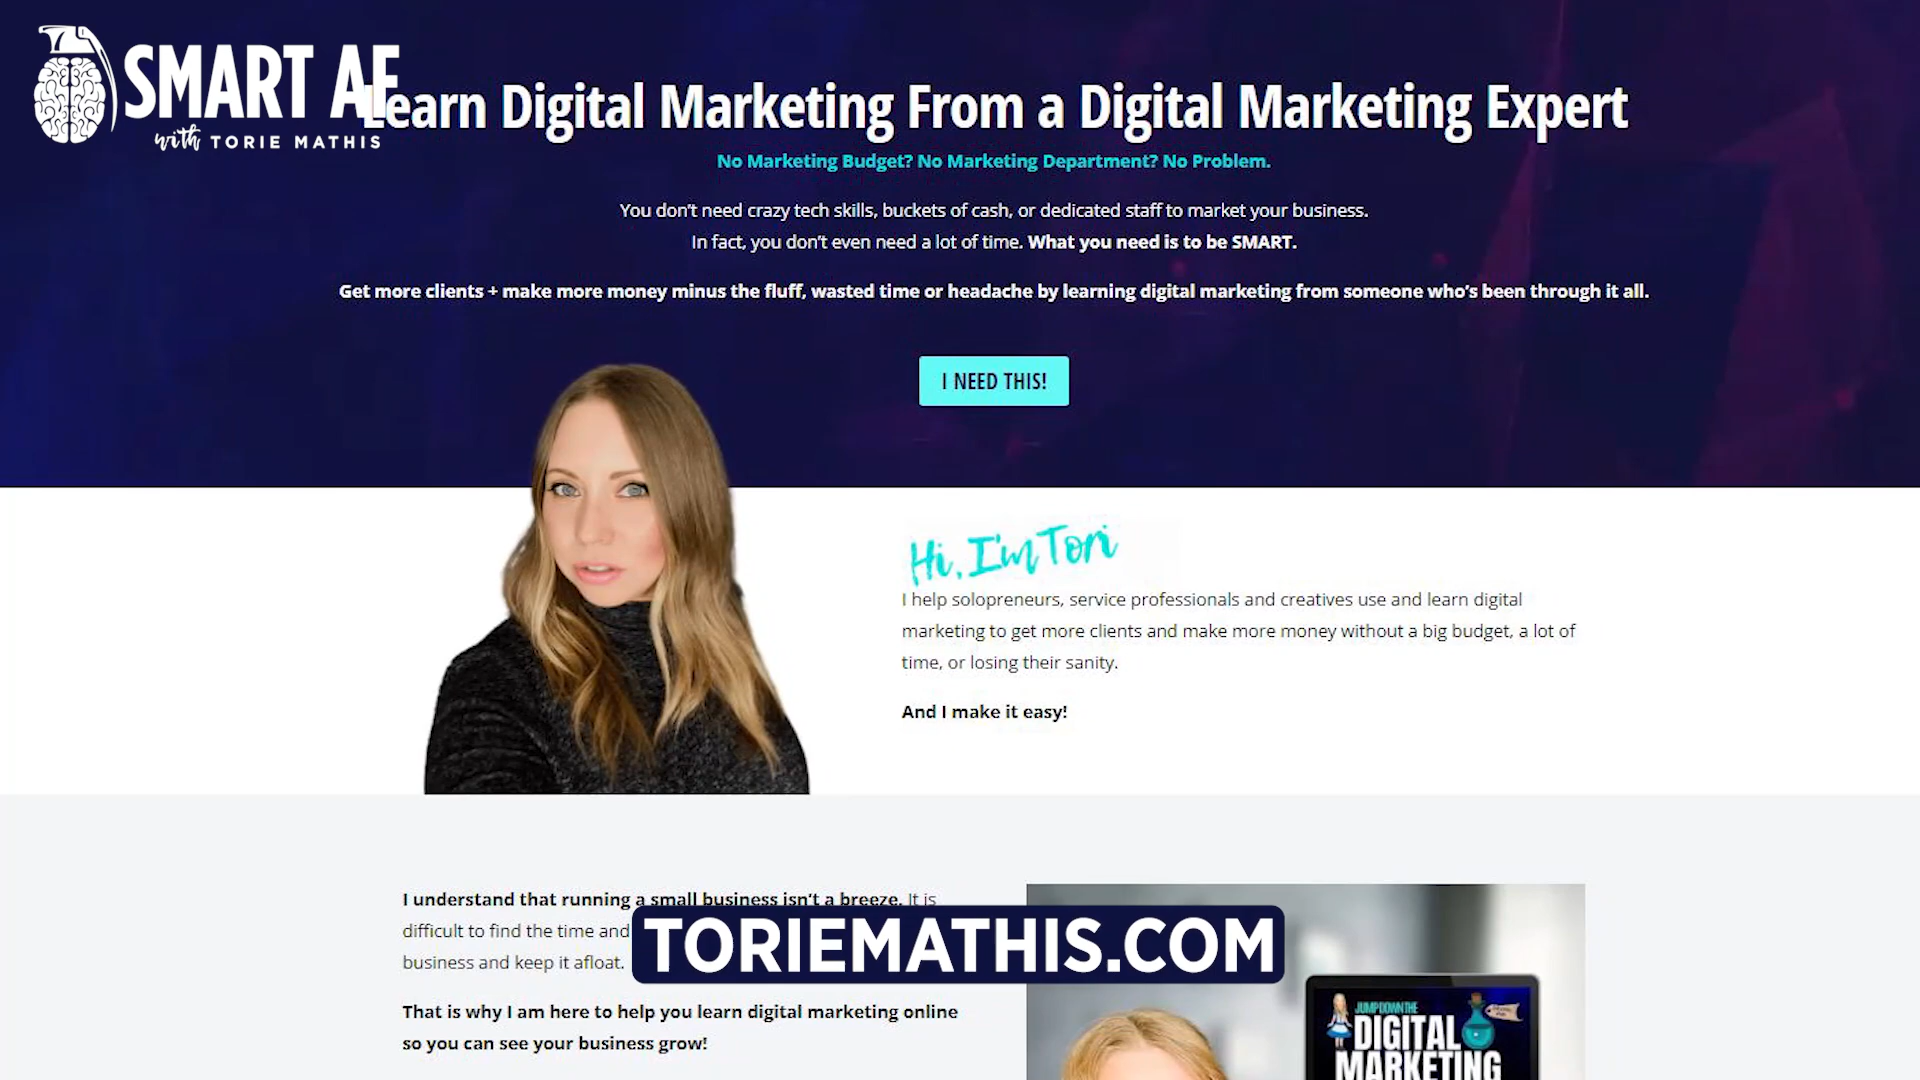 SMART AF
with TORIE MATHIS
Learn Digital Marketing From a Digital Marketing Expert
No Marketing Budget? No Marketing Department? No Problem.
You don't need crazy tech skills, buckets of cash, or dedicated staff to market your business.
In fact, you don't even need a lot of time. What you need is to be SMART.
Get more clients + make more money minus the fluff, wasted time or headache by learning digital marketing from someone who's been through it all.
I NEED THIS!
Hi, I'm Tori
I help solopreneurs, service professionals and creatives use and learn digital
marketing to get more clients and make more money without a big budget, a lot of
time, or losing their sanity.
And I make it easy!
I understand that running a small business isn't a breeze. It is
difficult to find the time and
business and keep it afloat.
TORIEMATHIS.COM
That is why I am here to help you learn digital marketing online
so you can see your business grow!
JUMP DOWN THE
DIGITAL
MARKETING